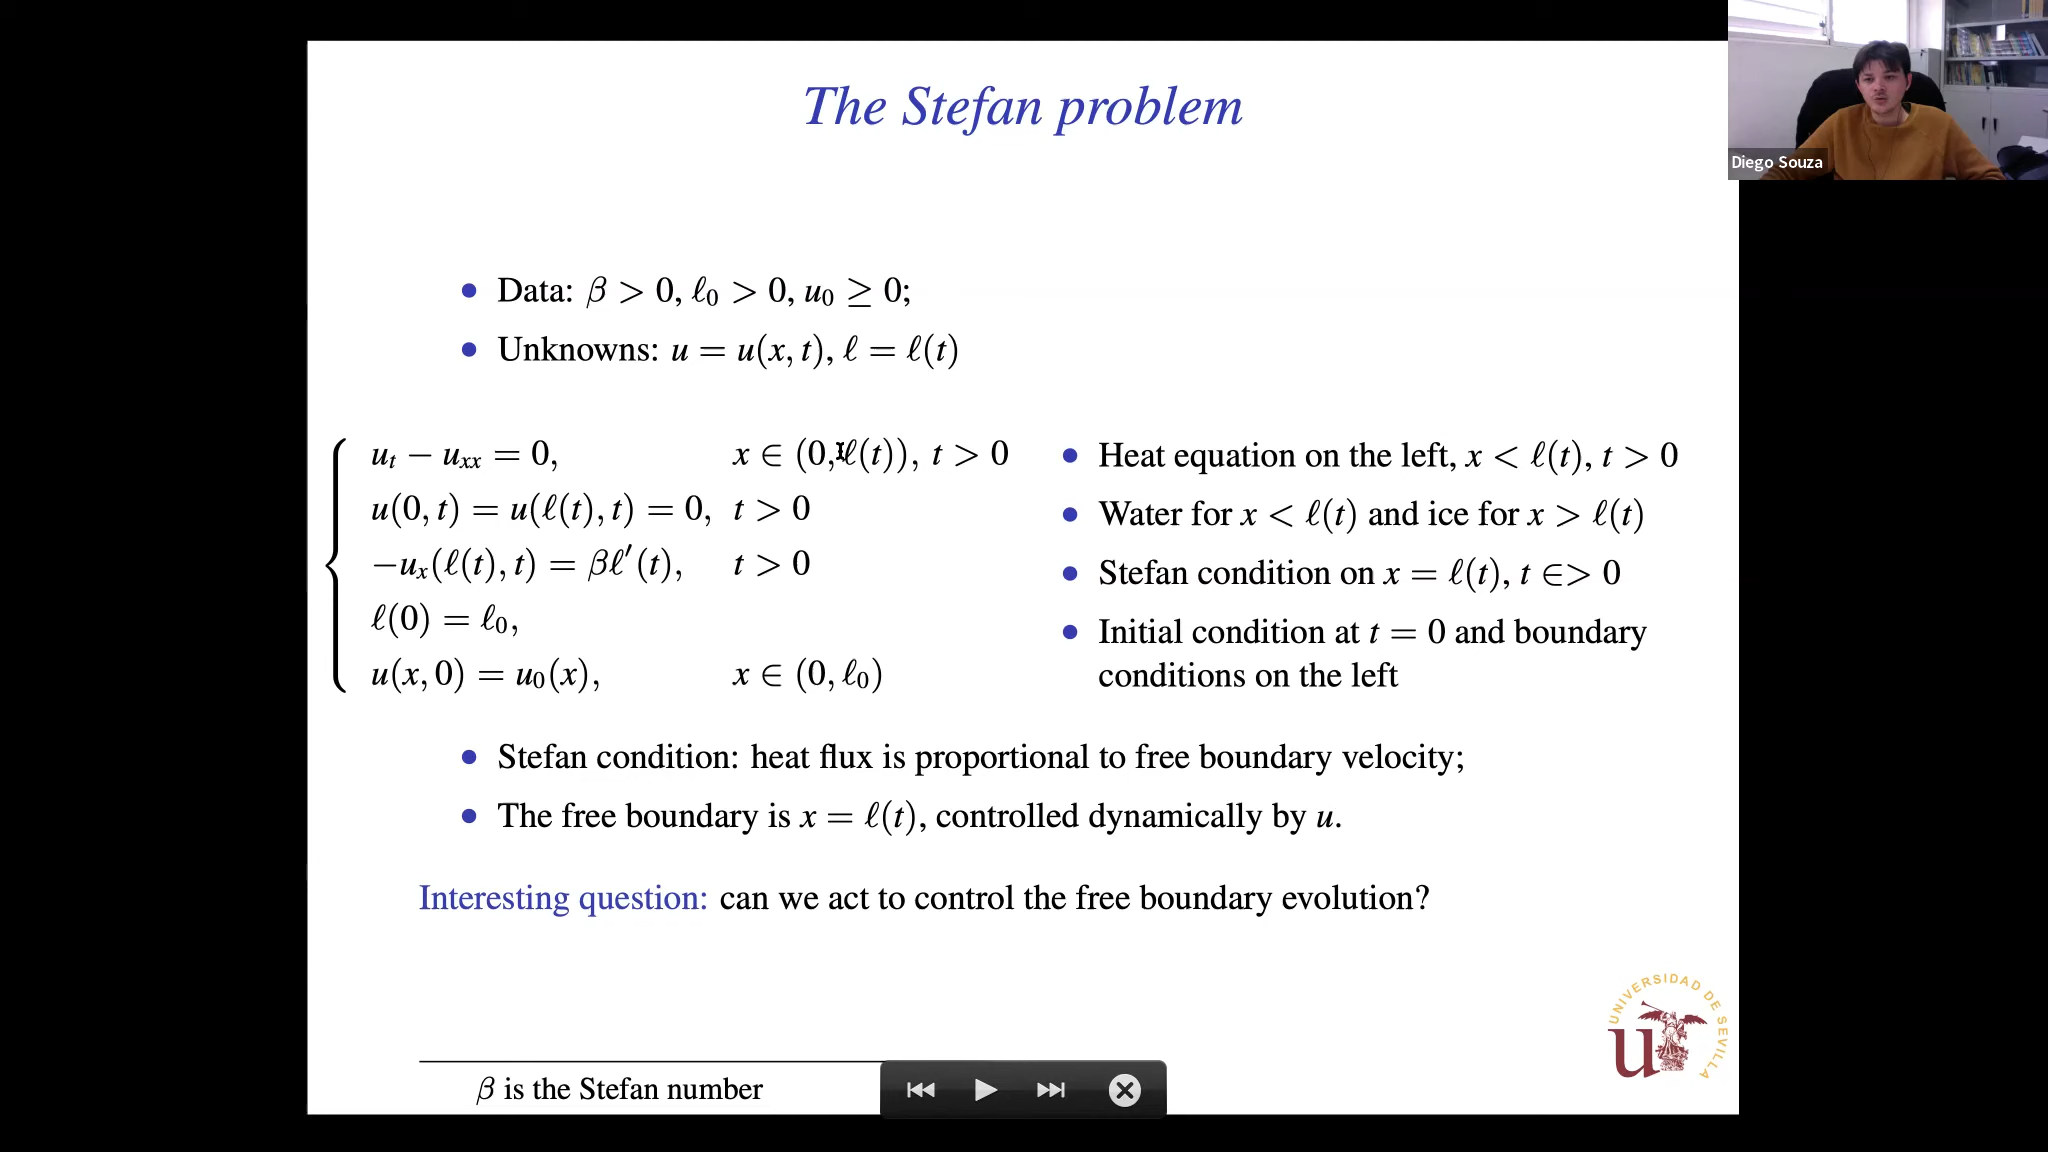 The Stefan problem
Diego Souza
• Data: β > 0, ℓ₀ > 0, u₀ ≥ 0;
• Unknowns: u = u(x, t), ℓ = ℓ(t)
uₜ − uₓₓ = 0, x ∈ (0, ℓ(t)), t > 0
u(0, t) = u(ℓ(t), t) = 0, t > 0
−uₓ(ℓ(t), t) = βℓ′(t), t > 0
ℓ(0) = ℓ₀,
u(x, 0) = u₀(x), x ∈ (0, ℓ₀)
• Heat equation on the left, x < ℓ(t), t > 0
• Water for x < ℓ(t) and ice for x > ℓ(t)
• Stefan condition on x = ℓ(t), t ∈> 0
• Initial condition at t = 0 and boundary
conditions on the left
• Stefan condition: heat flux is proportional to free boundary velocity;
• The free boundary is x = ℓ(t), controlled dynamically by u.
Interesting question: can we act to control the free boundary evolution?
UNIVERSIDAD DE SEVILLA
u
β is the Stefan number